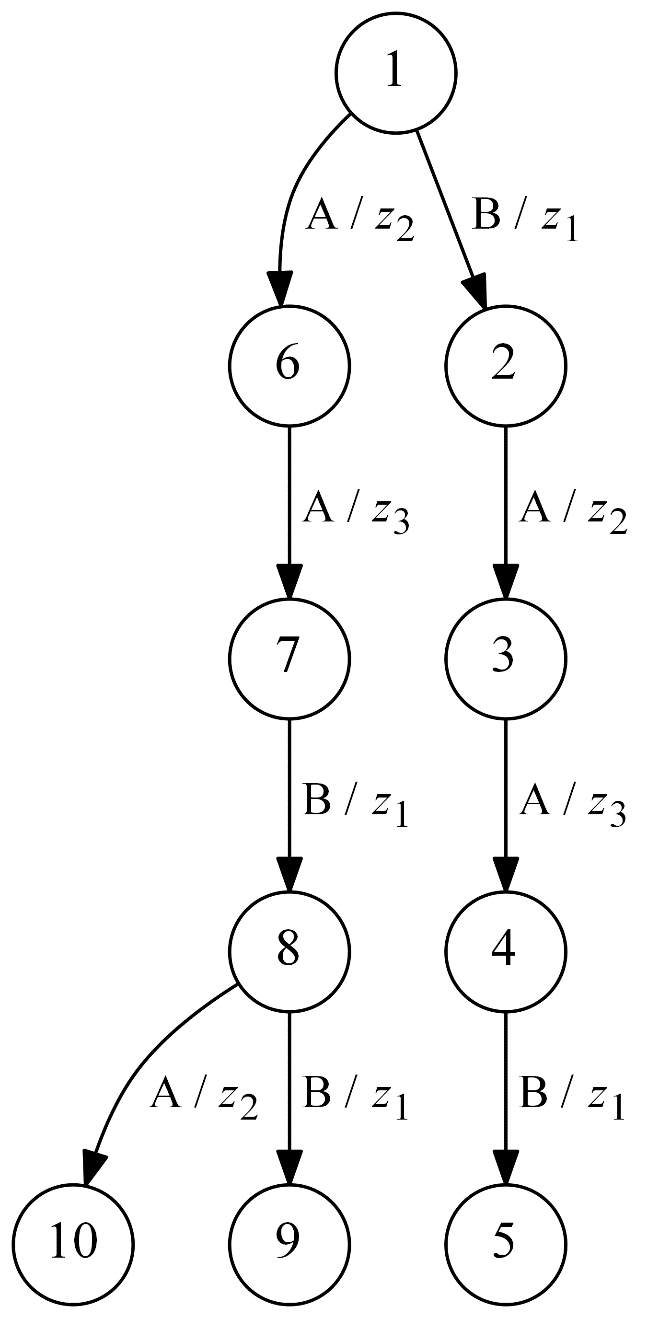 1
A / z₂ B / z₁
6 2
A / z₃ A / z₂
7 3
B / z₁ A / z₃
8 4
A / z₂ B / z₁ B / z₁
10 9 5